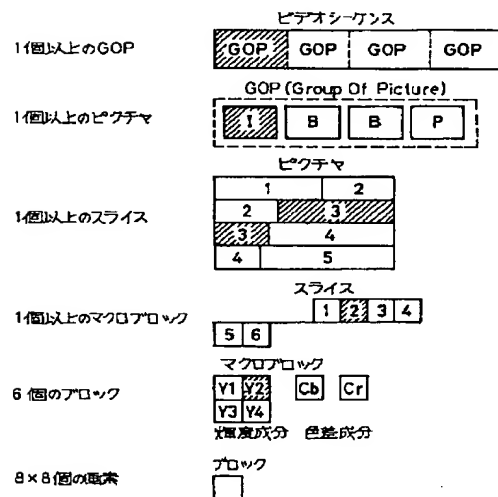 ビデオシーケンス
1個以上のGOP
GOP GOP GOP GOP
GOP(Group Of Picture)
1個以上のピクチャ
I B B P
ピクチャ
1個以上のスライス
1 2
2 3
3 4
4 5
スライス
1個以上のマクロブロック
1 2 3 4
5 6
マクロブロック
6個のブロック
Y1 Y2 Cb Cr
Y3 Y4
輝度成分 色差成分
ブロック
8×8個の画素